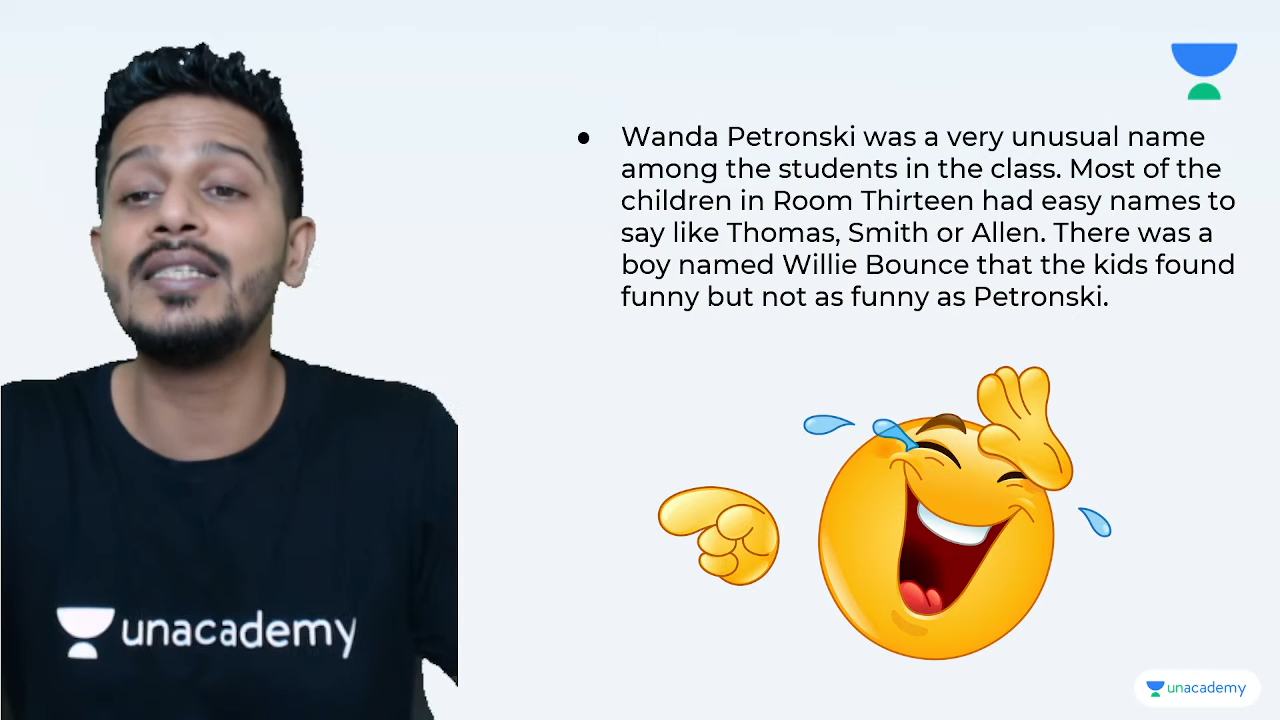 ● Wanda Petronski was a very unusual name
among the students in the class. Most of the
children in Room Thirteen had easy names to
say like Thomas, Smith or Allen. There was a
boy named Willie Bounce that the kids found
funny but not as funny as Petronski.
unacademy
unacademy